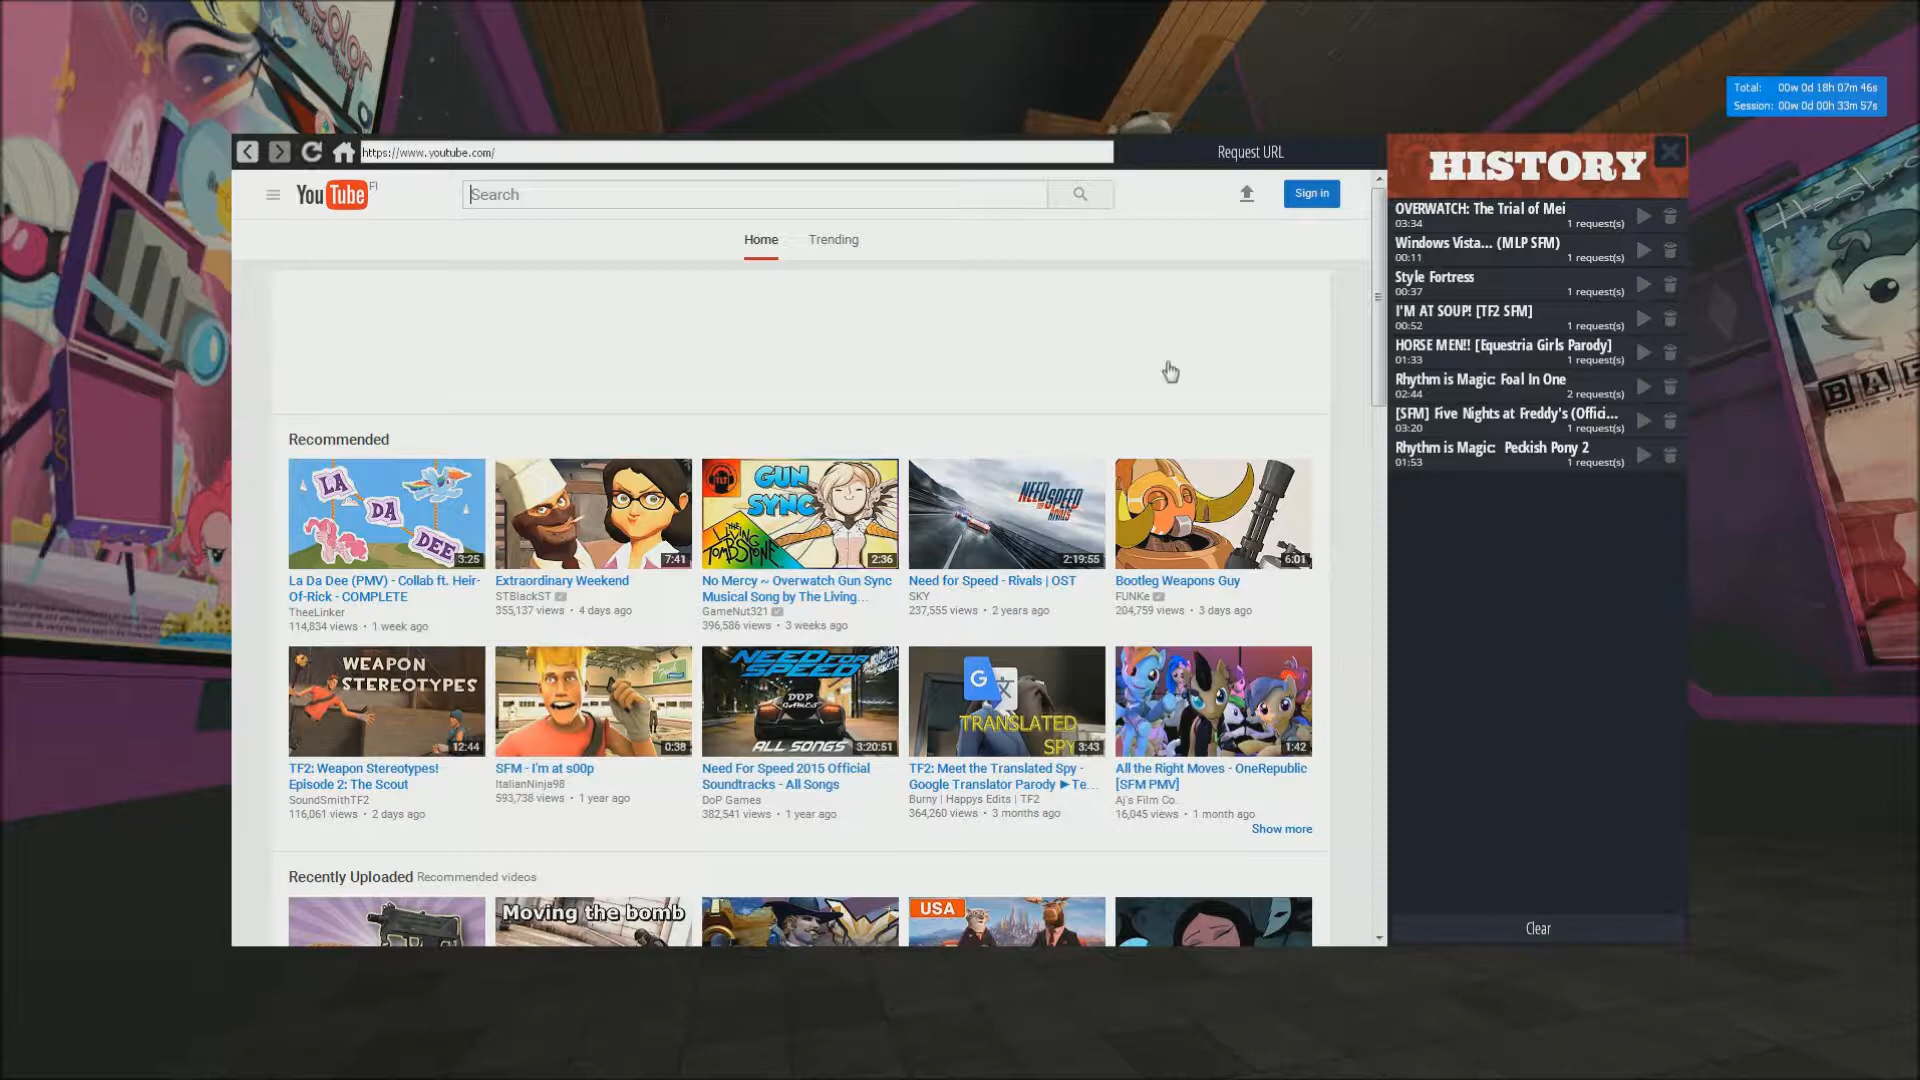 Total: 00w 0d 18h 07m 46s
Session: 00w 0d 00h 33m 57s
https://www.youtube.com/
Request URL
HISTORY
YouTube FI
Search
Sign in
Home
Trending
OVERWATCH: The Trial of Mei
03:34 1 request(s)
Windows Vista... (MLP SFM)
00:11 1 request(s)
Style Fortress
00:37 1 request(s)
I'M AT SOUP! [TF2 SFM]
00:52 1 request(s)
HORSE MEN!! [Equestria Girls Parody]
01:33 1 request(s)
Rhythm is Magic: Foal In One
02:44 2 request(s)
[SFM] Five Nights at Freddy's (Offici...
03:20 1 request(s)
Rhythm is Magic: Peckish Pony 2
01:53 1 request(s)
Clear
Recommended
LA
DA
DEE
3:25
La Da Dee (PMV) - Collab ft. Heir-
Of-Rick - COMPLETE
TheeLinker
114,834 views • 1 week ago
7:41
Extraordinary Weekend
STBlackST
355,137 views • 4 days ago
TLT
GUN
SYNC
THE
LIVING
TOMBSTONE
2:36
No Mercy ~ Overwatch Gun Sync
Musical Song by The Living...
GameNut321
396,586 views • 3 weeks ago
NEED FOR SPEED
RIVALS
2:19:55
Need for Speed - Rivals | OST
SKY
237,555 views • 2 years ago
6:01
Bootleg Weapons Guy
FUNKe
204,759 views • 3 days ago
WEAPON
STEREOTYPES
12:44
TF2: Weapon Stereotypes!
Episode 2: The Scout
SoundSmithTF2
116,061 views • 2 days ago
0:38
SFM - I'm at s00p
ItalianNinja98
593,738 views • 1 year ago
NEED FOR
SPEED
DOP
GAMES
ALL SONGS
3:20:51
Need For Speed 2015 Official
Soundtracks - All Songs
DoP Games
382,541 views • 1 year ago
G
文
TRANSLATED
SPY
3:43
TF2: Meet the Translated Spy -
Google Translator Parody ►Te...
Burny | Happys Edits | TF2
364,260 views • 3 months ago
1:42
All the Right Moves - OneRepublic
[SFM PMV]
Aj's Film Co.
16,045 views • 1 month ago
Show more
Recently Uploaded Recommended videos
Moving the bomb
USA